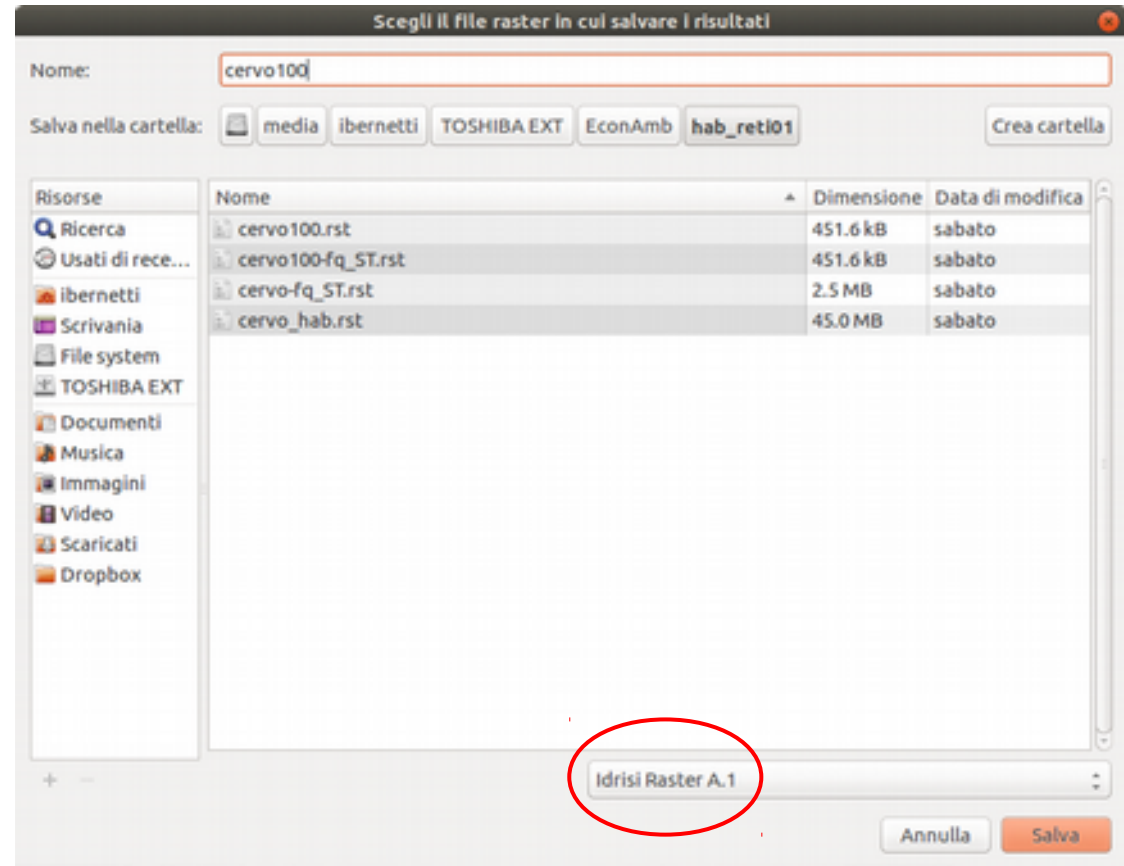 Scegli il file raster in cui salvare i risultati
Nome:
cervo100
Salva nella cartella:
media
ibernetti
TOSHIBA EXT
EconAmb
hab_reti01
Crea cartella
Risorse
Nome
Dimensione
Data di modifica
Ricerca
cervo100.rst
451.6 kB
sabato
Usati di rece...
cervo100-fq_ST.rst
451.6 kB
sabato
ibernetti
cervo-fq_ST.rst
2.5 MB
sabato
Scrivania
cervo_hab.rst
45.0 MB
sabato
File system
TOSHIBA EXT
Documenti
Musica
Immagini
Video
Scaricati
Dropbox
Idrisi Raster A.1
Annulla
Salva